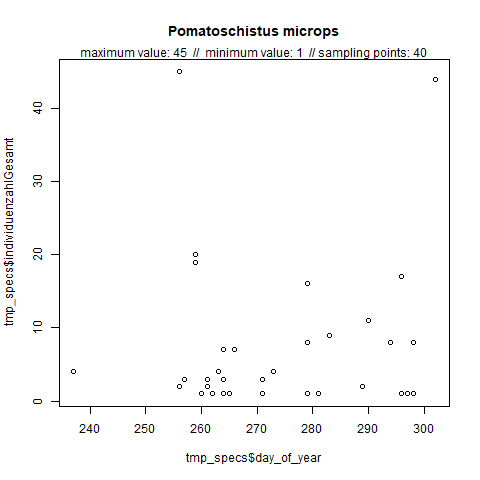 Pomatoschistus microps
maximum value: 45 // minimum value: 1 // sampling points: 40
tmp_specs$individuenzahlGesamt
40
30
20
10
0
240 250 260 270 280 290 300
tmp_specs$day_of_year